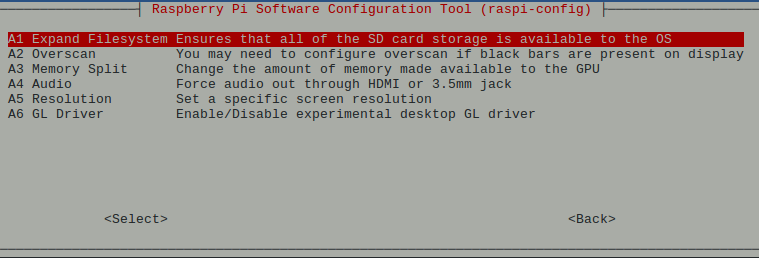 Raspberry Pi Software Configuration Tool (raspi-config)
A1 Expand Filesystem Ensures that all of the SD card storage is available to the OS
A2 Overscan You may need to configure overscan if black bars are present on display
A3 Memory Split Change the amount of memory made available to the GPU
A4 Audio Force audio out through HDMI or 3.5mm jack
A5 Resolution Set a specific screen resolution
A6 GL Driver Enable/Disable experimental desktop GL driver
<Select> <Back>